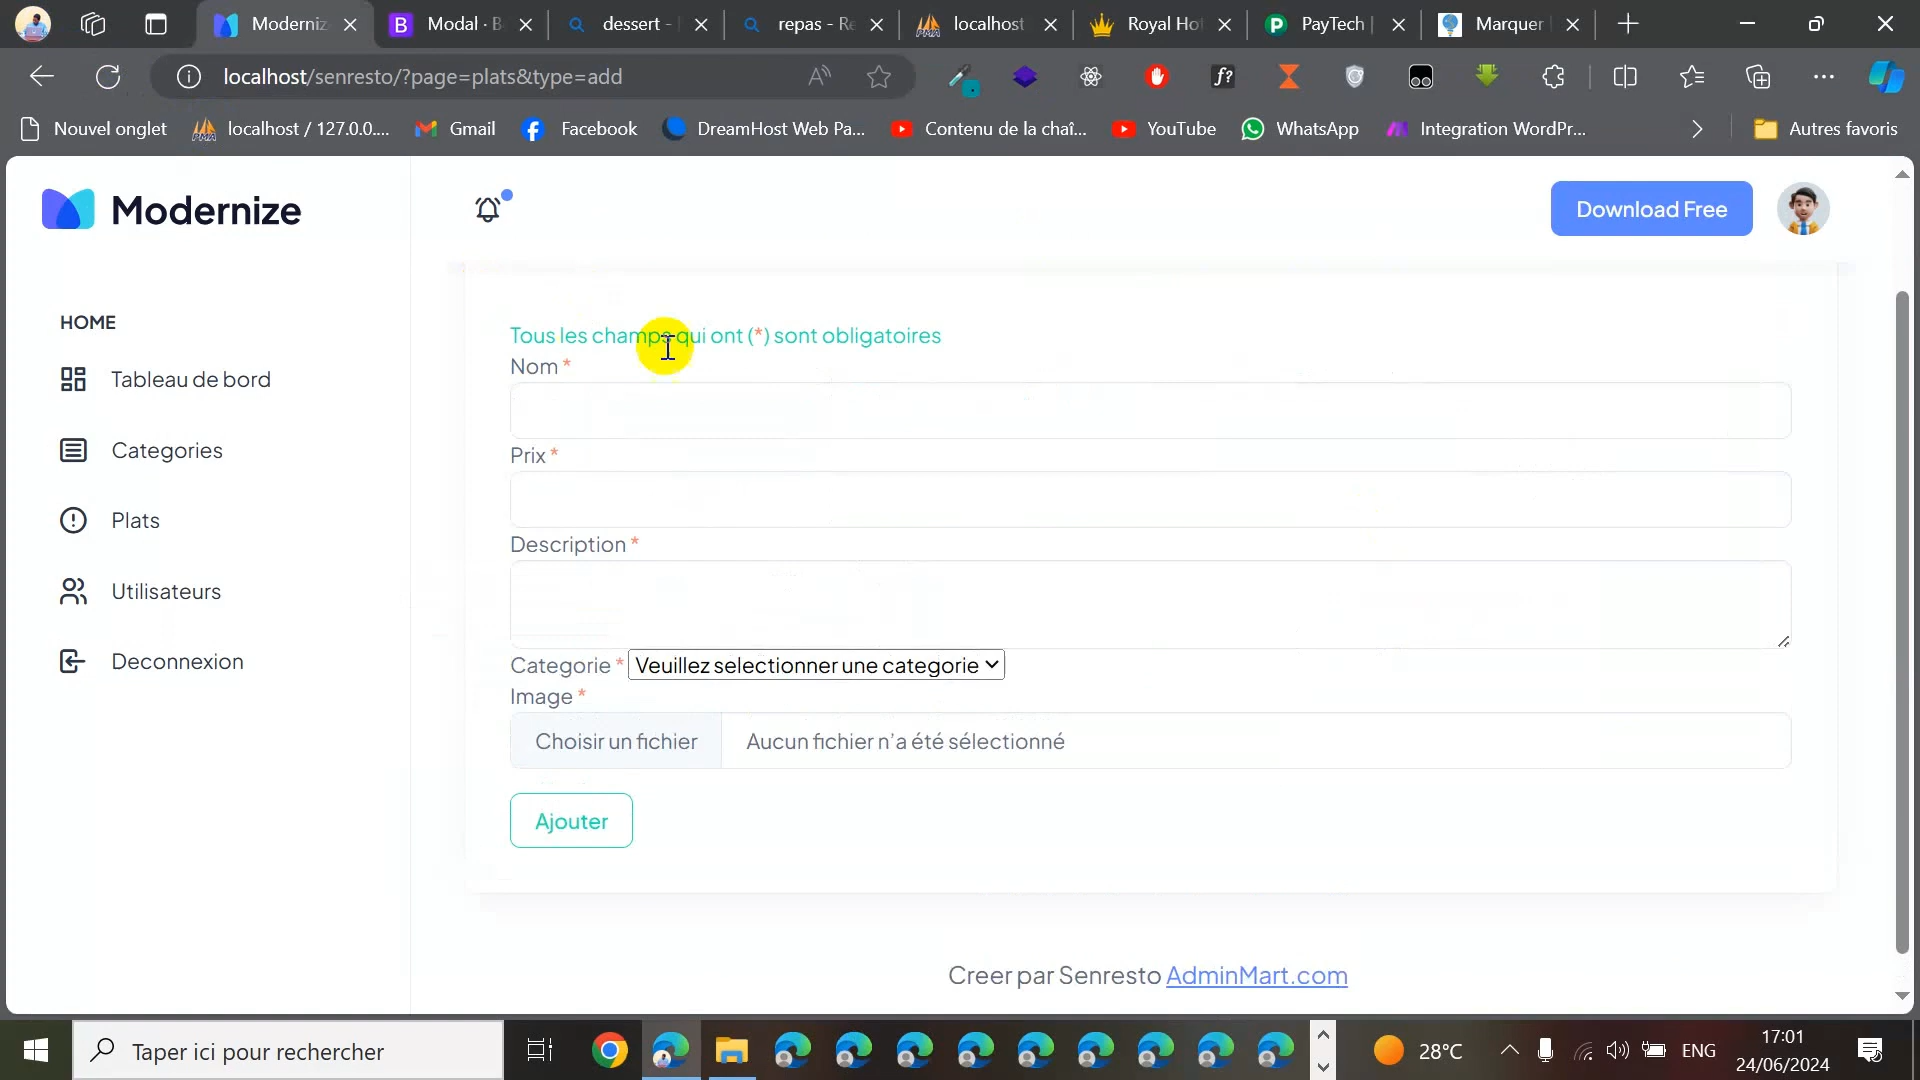 Moderniz
Modal · B
dessert -
repas - Re
localhost
Royal Ho
PayTech
Marquer
localhost/senresto/?page=plats&type=add
Nouvel onglet
localhost / 127.0.0....
Gmail
Facebook
DreamHost Web Pa...
Contenu de la chaî...
YouTube
WhatsApp
Integration WordPr...
Autres favoris
Modernize
Download Free
HOME
Tableau de bord
Categories
Plats
Utilisateurs
Deconnexion
Tous les champs qui ont (*) sont obligatoires
Nom *
Prix *
Description *
Categorie * Veuillez selectionner une categorie
Image *
Choisir un fichier Aucun fichier n'a été sélectionné
Ajouter
Creer par Senresto AdminMart.com
Taper ici pour rechercher
28°C
ENG
17:01
24/06/2024